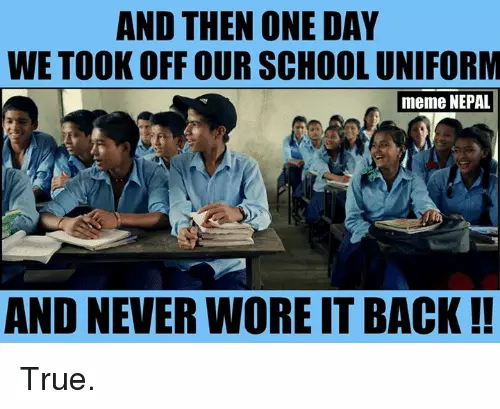 AND THEN ONE DAY
WE TOOK OFF OUR SCHOOL UNIFORM
meme NEPAL
AND NEVER WORE IT BACK !!
True.